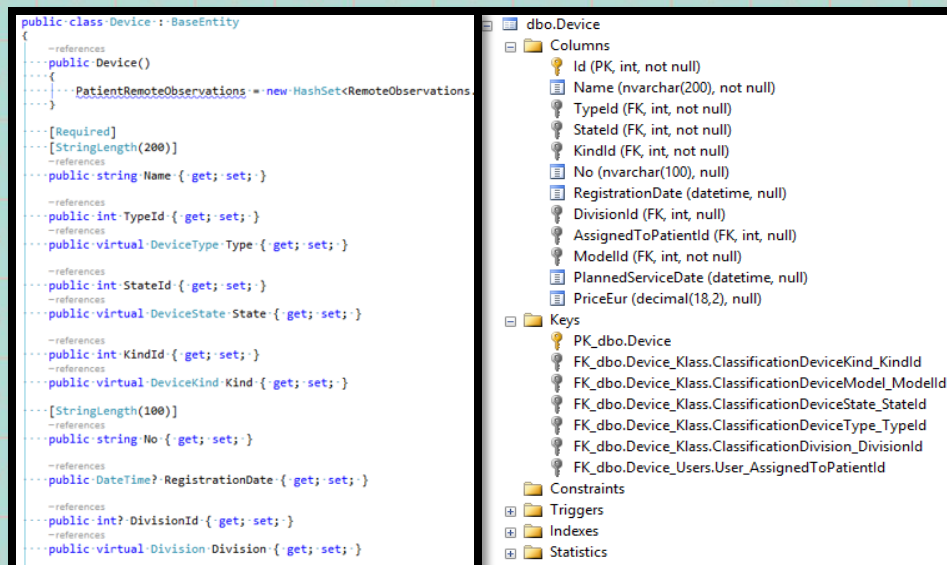 public class Device : BaseEntity
{
references
public Device()
{
PatientRemoteObservations = new HashSet<RemoteObservations.
}
[Required]
[StringLength(200)]
references
public string Name { get; set; }
references
public int TypeId { get; set; }
references
public virtual DeviceType Type { get; set; }
references
public int StateId { get; set; }
references
public virtual DeviceState State { get; set; }
references
public int KindId { get; set; }
references
public virtual DeviceKind Kind { get; set; }
[StringLength(100)]
references
public string No { get; set; }
references
public DateTime? RegistrationDate { get; set; }
references
public int? DivisionId { get; set; }
references
public virtual Division Division { get; set; }
dbo.Device
Columns
Id (PK, int, not null)
Name (nvarchar(200), not null)
TypeId (FK, int, not null)
StateId (FK, int, not null)
KindId (FK, int, not null)
No (nvarchar(100), null)
RegistrationDate (datetime, null)
DivisionId (FK, int, null)
AssignedToPatientId (FK, int, null)
ModelId (FK, int, not null)
PlannedServiceDate (datetime, null)
PriceEur (decimal(18,2), null)
Keys
PK_dbo.Device
FK_dbo.Device_Klass.ClassificationDeviceKind_KindId
FK_dbo.Device_Klass.ClassificationDeviceModel_ModelId
FK_dbo.Device_Klass.ClassificationDeviceState_StateId
FK_dbo.Device_Klass.ClassificationDeviceType_TypeId
FK_dbo.Device_Klass.ClassificationDivision_DivisionId
FK_dbo.Device_Users.User_AssignedToPatientId
Constraints
Triggers
Indexes
Statistics